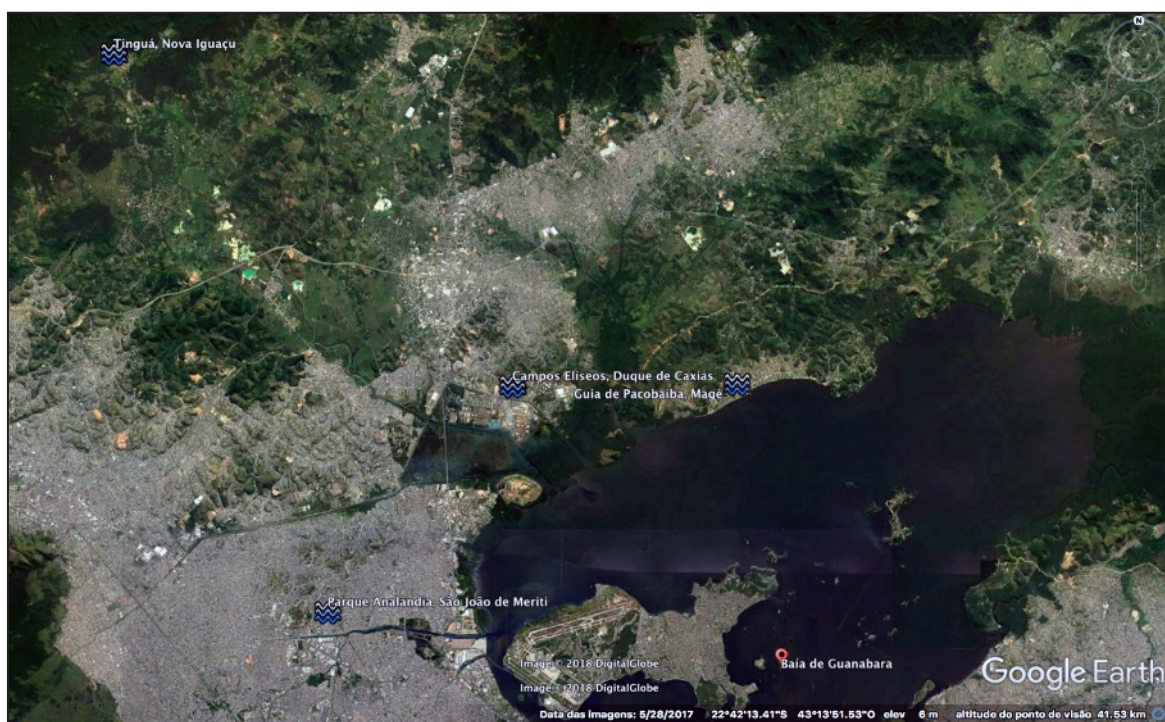 N
Tinguá, Nova Iguaçu
Campos Elíseos, Duque de Caxias
Guia de Pacobaíba, Magé
Parque Analândia, São João de Meriti
Baía de Guanabara
Image © 2018 DigitalGlobe
Image © 2018 DigitalGlobe
Google Earth
Data das imagens: 5/28/2017 22°42'13.41"S 43°13'51.53"O elev 6 m altitude do ponto de visão 41.53 km